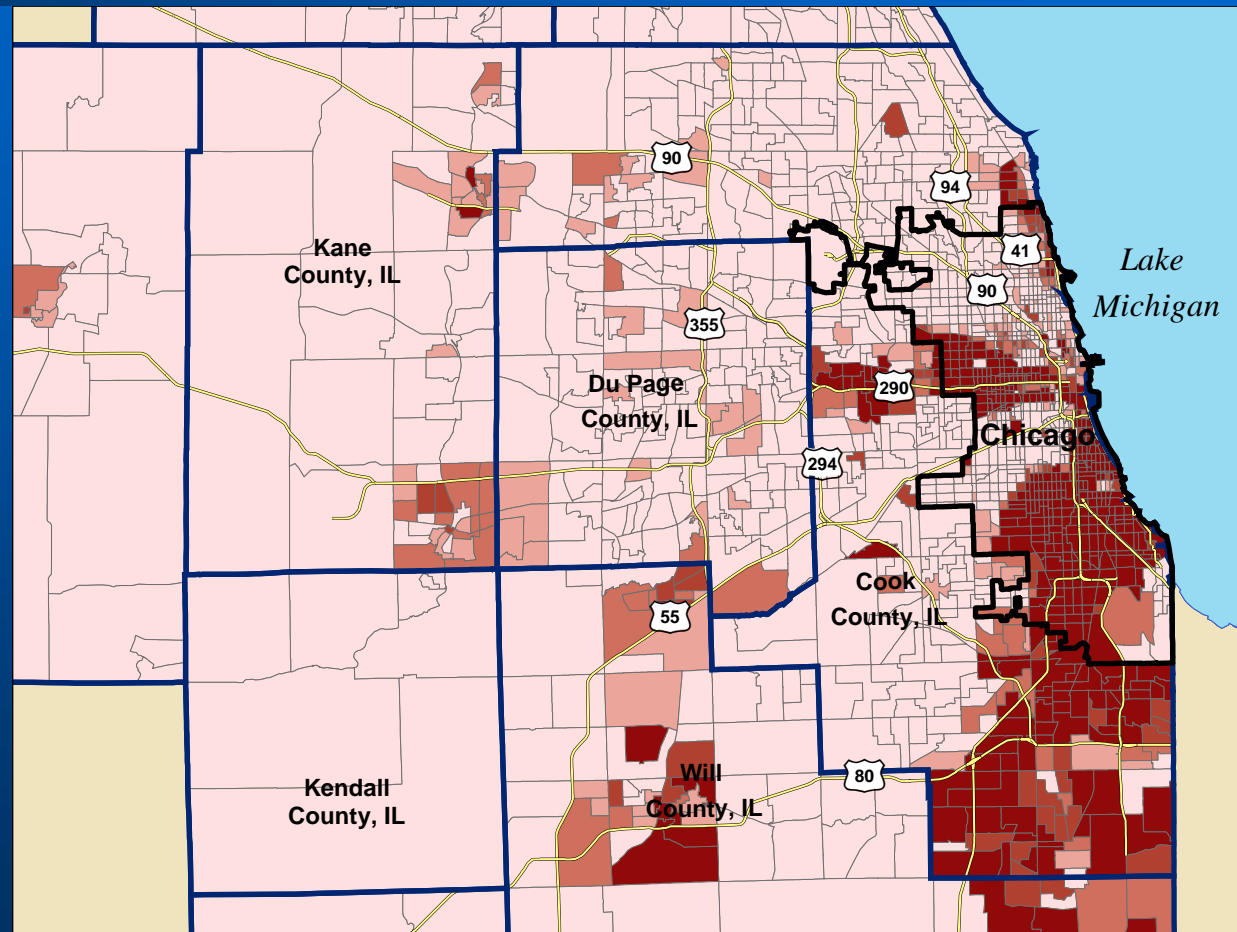 90
94
Kane
County, IL
41
Lake
Michigan
90
355
Du Page
County, IL
290
Chicago
294
Cook
County, IL
55
Will
County, IL
80
Kendall
County, IL